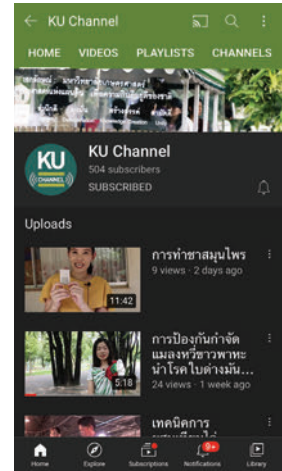 KU Channel
HOME VIDEOS PLAYLISTS CHANNELS
KU
CHANNEL
KU Channel
504 subscribers
SUBSCRIBED
Uploads
การทำชาสมุนไพร
9 views · 2 days ago
11:42
การป้องกันกำจัด
แมลงหวี่ขาวพาหะ
นำโรคใบด่างมัน...
24 views · 1 week ago
5:18
เทคนิคการ
9+
Home Explore Subscriptions Notifications Library